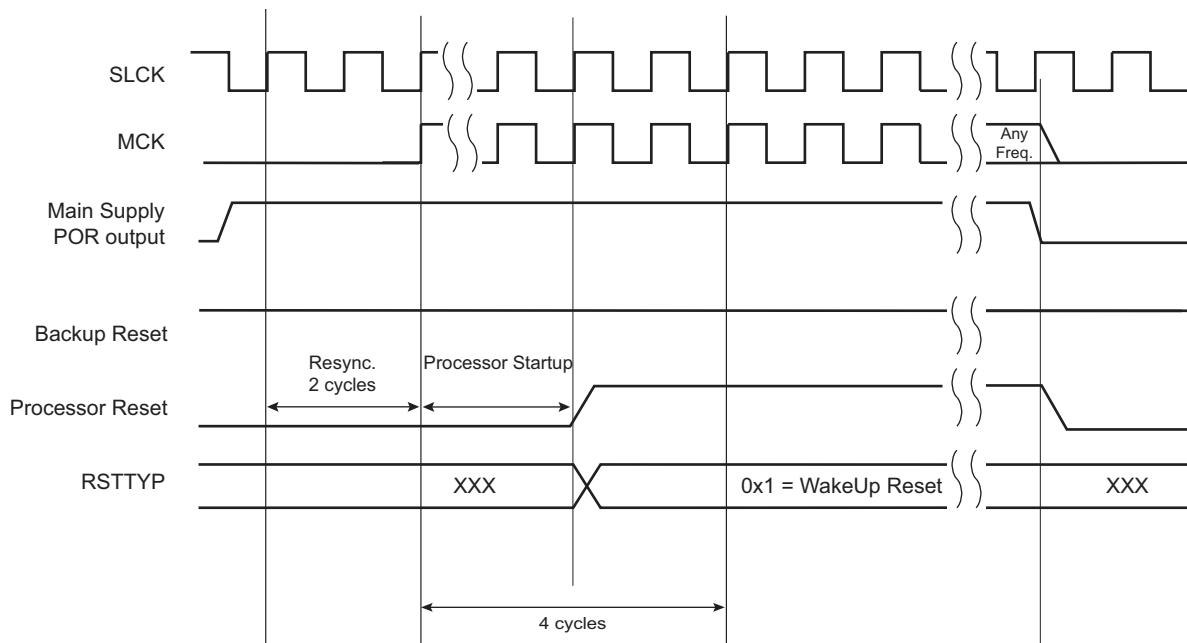 SLCK
MCK
Any
Freq.
Main Supply
POR output
Backup Reset
Resync.
2 cycles
Processor Startup
Processor Reset
RSTTYP
XXX
0x1 = WakeUp Reset
XXX
4 cycles